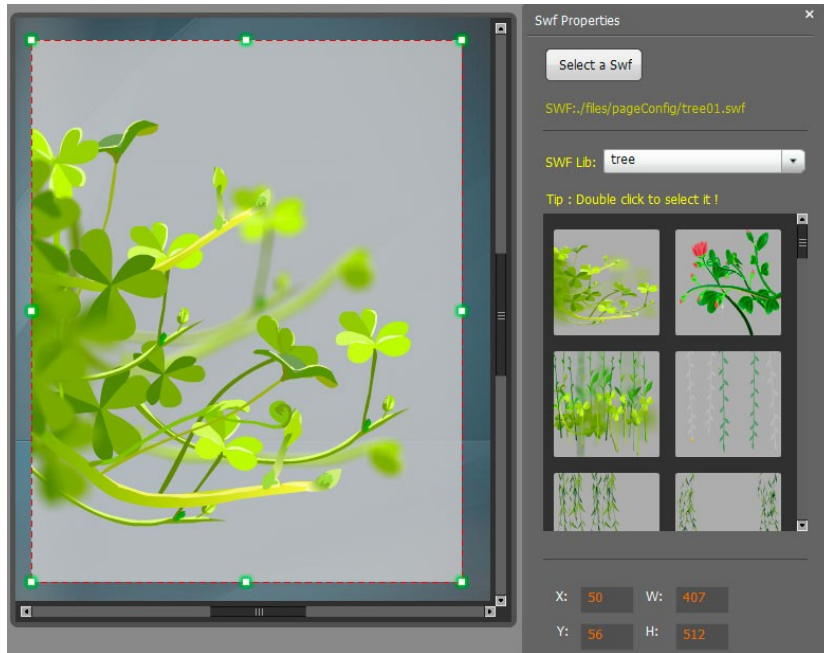 Swf Properties
Select a Swf
SWF:./files/pageConfig/tree01.swf
SWF Lib: tree
Tip : Double click to select it !
X: 50 W: 407
Y: 56 H: 512